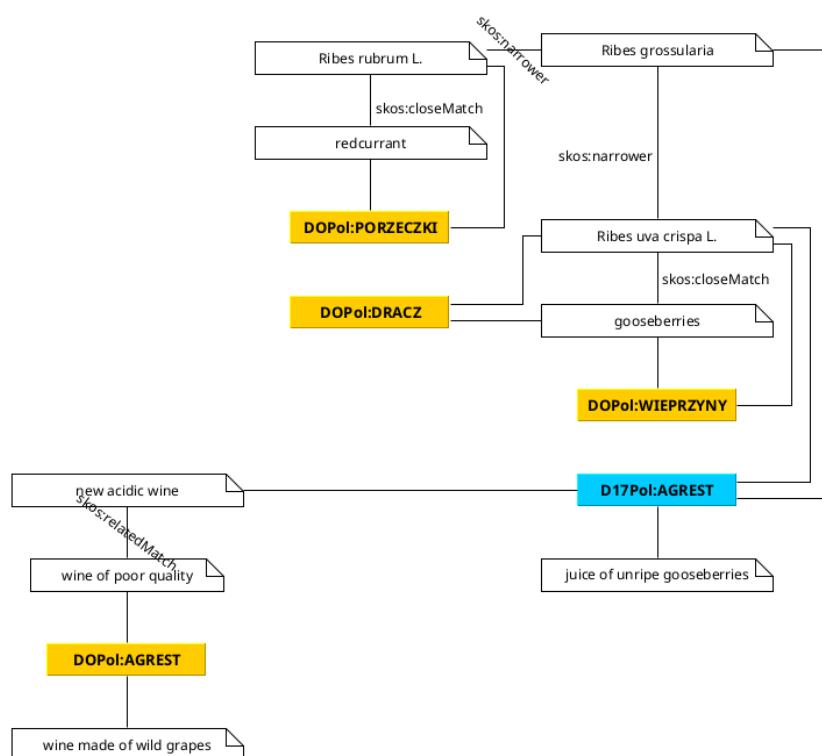 skos:narrower
Ribes grossularia
Ribes rubrum L.
skos:closeMatch
redcurrant
skos:narrower
DOPol:PORZECZKI
Ribes uva crispa L.
skos:closeMatch
DOPol:DRACZ
gooseberries
DOPol:WIEPRZYNY
new acidic wine
D17Pol:AGREST
skos:relatedMatch
wine of poor quality
juice of unripe gooseberries
DOPol:AGREST
wine made of wild grapes